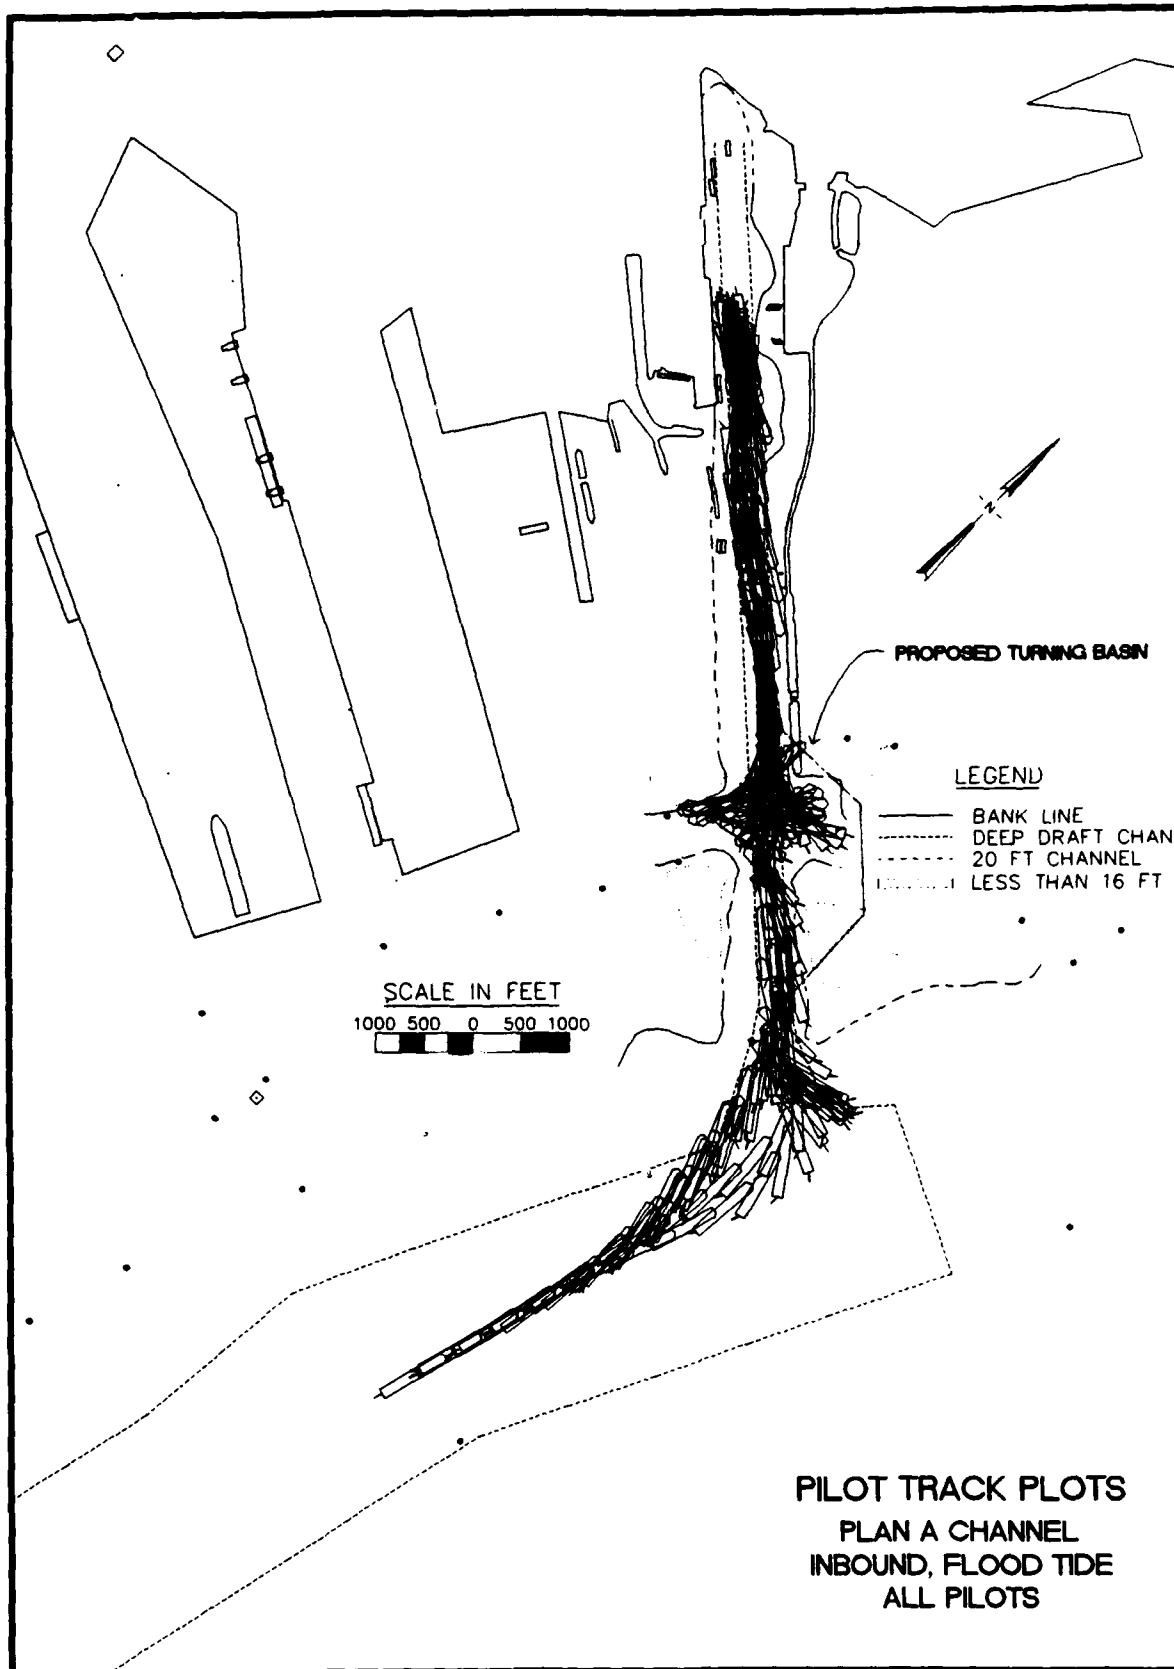 N
PROPOSED TURNING BASIN
LEGEND
BANK LINE
DEEP DRAFT CHAN
20 FT CHANNEL
LESS THAN 16 FT
SCALE IN FEET
1000 500 0 500 1000
PILOT TRACK PLOTS
PLAN A CHANNEL
INBOUND, FLOOD TIDE
ALL PILOTS